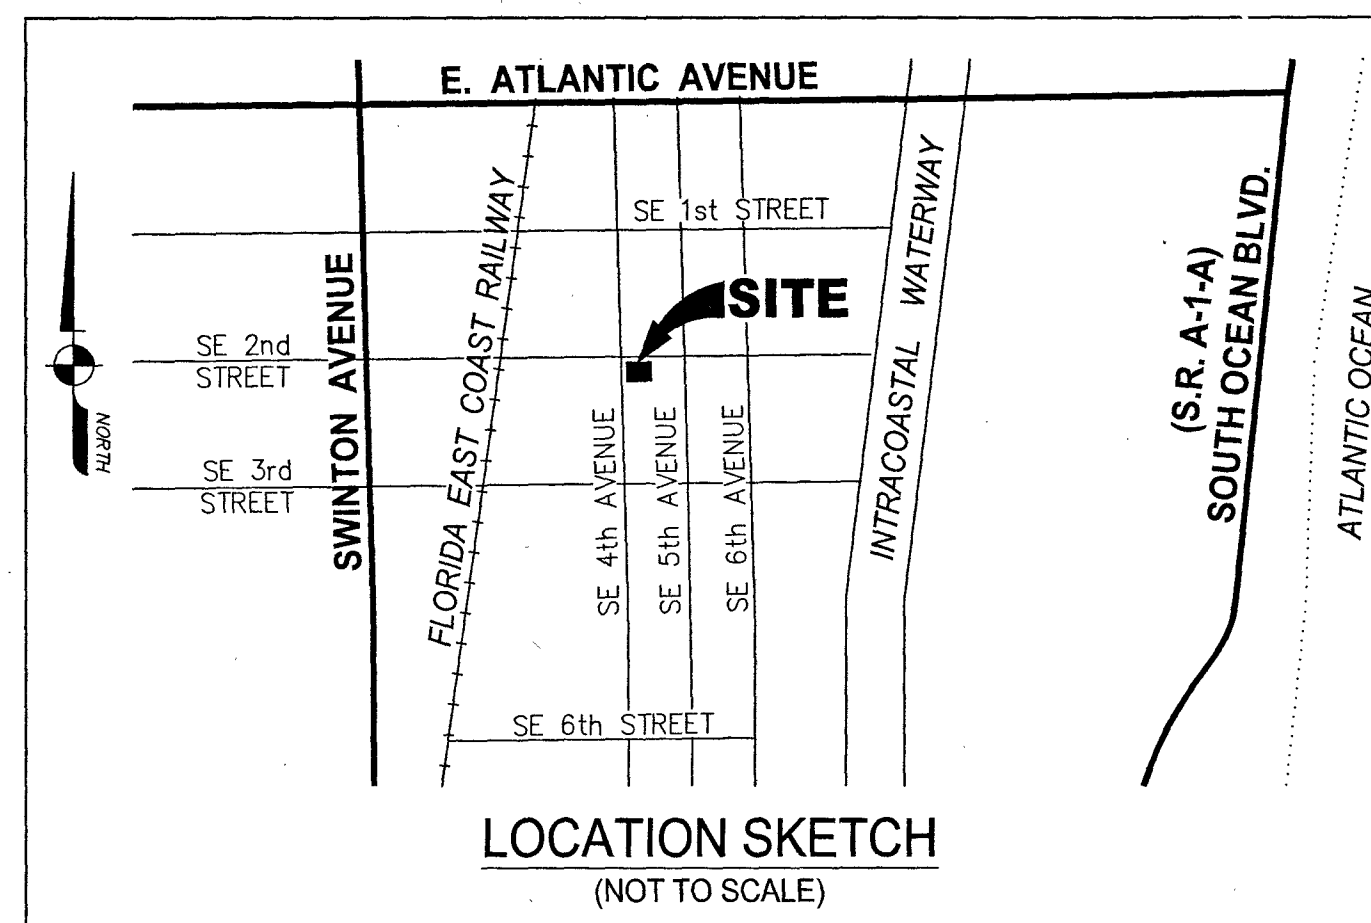 E. ATLANTIC AVENUE
SE 1st STREET
SITE
SE 2nd
STREET
SE 3rd
STREET
SWINTON AVENUE
FLORIDA EAST COAST RAILWAY
SE 4th AVENUE
SE 5th AVENUE
SE 6th AVENUE
INTRACOASTAL WATERWAY
(S.R. A-1-A)
SOUTH OCEAN BLVD.
ATLANTIC OCEAN
NORTH
SE 6th STREET
LOCATION SKETCH
(NOT TO SCALE)